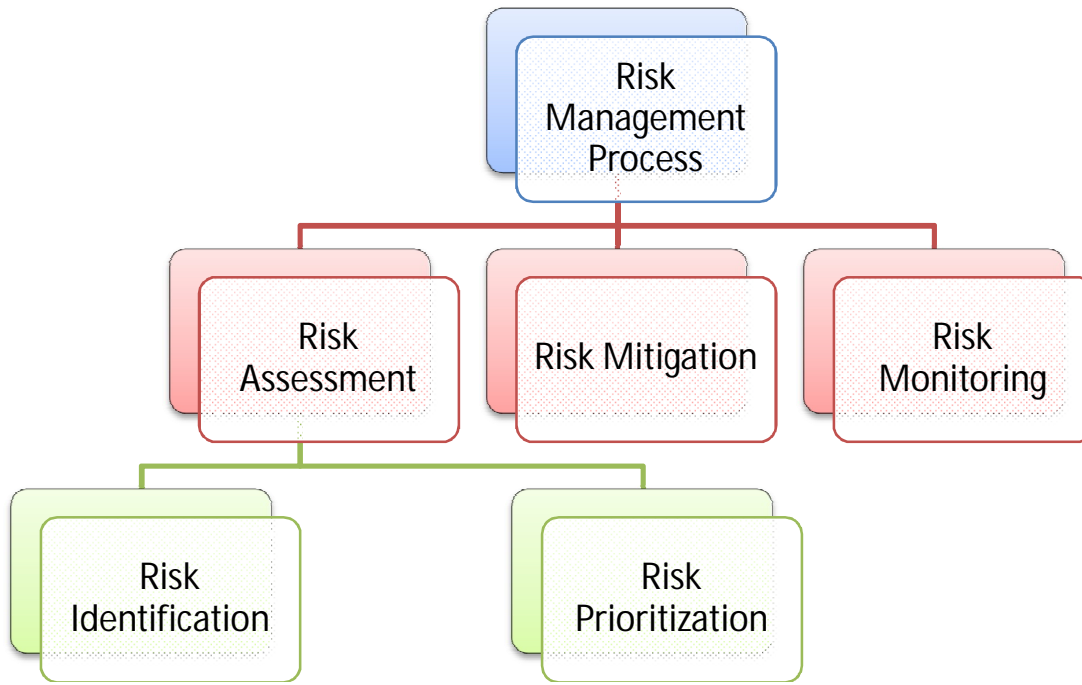 Risk
Management
Process
Risk
Assessment
Risk Mitigation
Risk
Monitoring
Risk
Identification
Risk
Prioritization